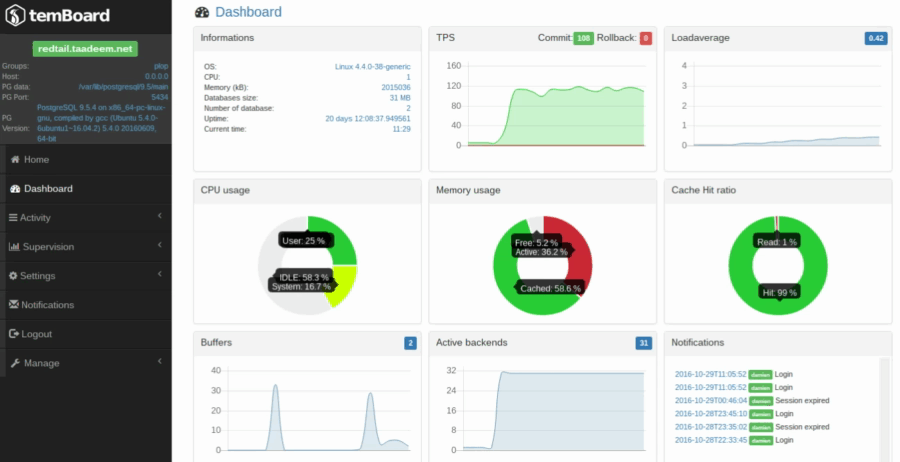 temBoard
redtail.taadeem.net
Groups: plop
Host: 0.0.0.0
PG data: /var/lib/postgresql/9.5/main
PG Port: 5434
PG Version: PostgreSQL 9.5.4 on x86_64-pc-linux-
gnu, compiled by gcc (Ubuntu 5.4.0-
6ubuntu1~16.04.2) 5.4.0 20160609,
64-bit
Home
Dashboard
Activity
Supervision
Settings
Notifications
Logout
Manage
Dashboard
Informations
OS: Linux 4.4.0-38-generic
CPU: 1
Memory (kB): 2015036
Databases size: 31 MB
Number of database: 2
Uptime: 20 days 12:08:37.949561
Current time: 11:29
TPS Commit: 108 Rollback: 0
160
120
80
40
0
Loadaverage 0.42
4
3
2
1
0
CPU usage
User: 25 %
IDLE: 58.3 %
System: 16.7 %
Memory usage
Free: 5.2 %
Active: 36.2 %
Cached: 58.6 %
Cache Hit ratio
Read: 1 %
Hit: 99 %
Buffers 2
40
30
20
10
0
Active backends 31
32
24
16
8
0
Notifications
2016-10-29T11:05:52 damien Login
2016-10-29T11:05:52 damien Login
2016-10-29T00:46:04 damien Session expired
2016-10-28T23:45:10 damien Login
2016-10-28T23:35:02 damien Session expired
2016-10-28T22:33:45 damien Login